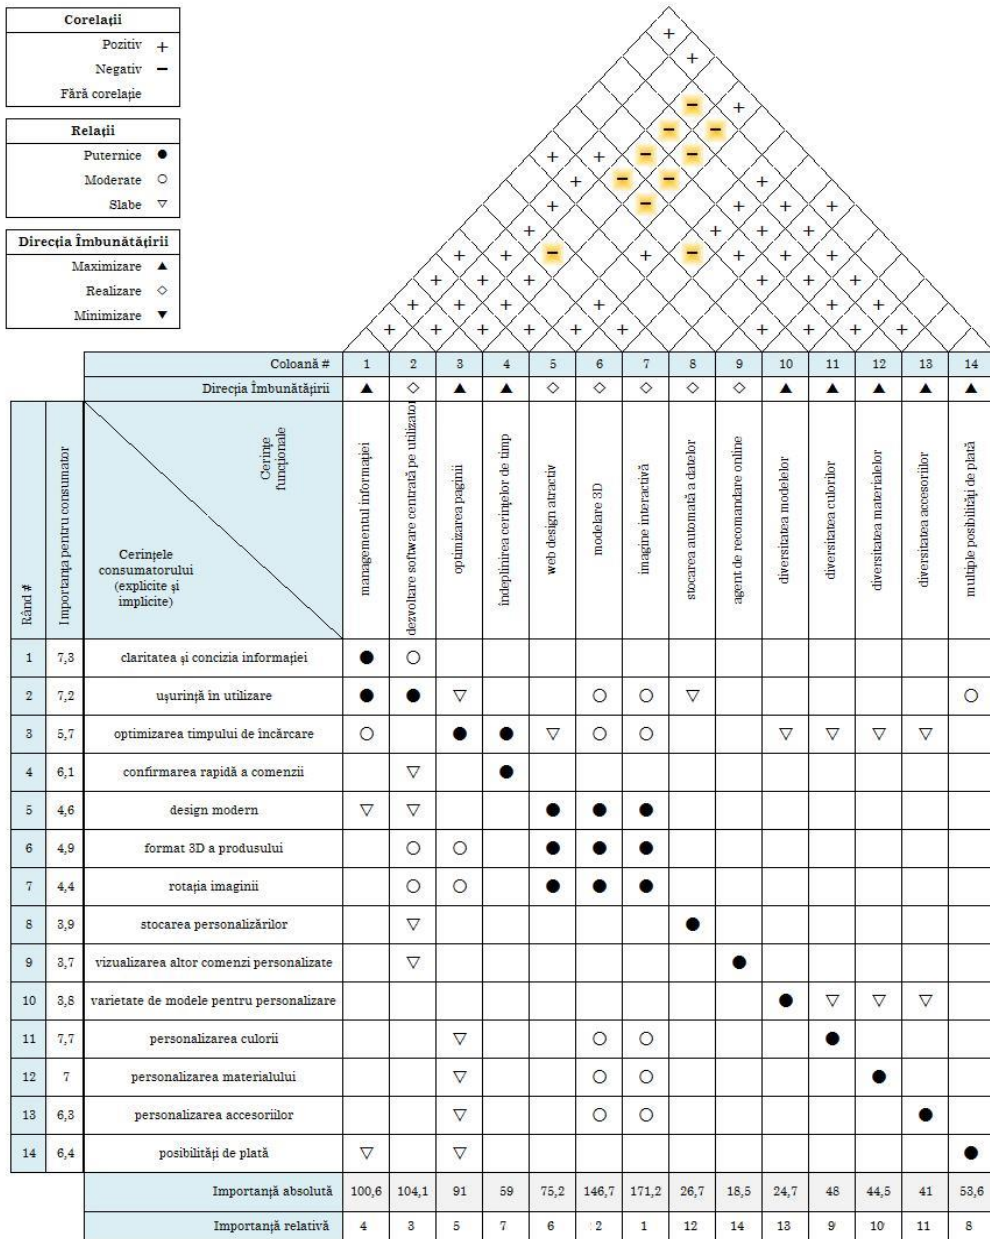 Corelații
Pozitiv +
Negativ −
Fără corelație
Relații
Puternice ●
Moderate ○
Slabe ▽
Direcția Îmbunătățirii
Maximizare ▲
Realizare ◇
Minimizare ▼
Coloană # 1 2 3 4 5 6 7 8 9 10 11 12 13 14
Direcția Îmbunătățirii ▲ ◇ ▲ ▲ ◇ ◇ ◇ ◇ ◇ ▲ ▲ ▲ ▲ ▲
Rând #
Importanța pentru consumator
Cerințe
funcționale
Cerințele
consumatorului
(explicite și
implicite)
managementul informației
dezvoltare software centrată pe utilizator
optimizarea paginii
îndeplinirea cerințelor de timp
web design atractiv
modelare 3D
imagine interactivă
stocarea automată a datelor
agent de recomandare online
diversitatea modelelor
diversitatea culorilor
diversitatea materialelor
diversitatea accesoriilor
multiple posibilități de plată
1 7,3 claritatea și concizia informației ● ○
2 7,2 ușurință în utilizare ● ● ▽ ○ ○ ▽ ○
3 5,7 optimizarea timpului de încărcare ○ ● ● ▽ ○ ○ ▽ ▽ ▽ ▽
4 6,1 confirmarea rapidă a comenzii ▽ ●
5 4,6 design modern ▽ ▽ ● ● ●
6 4,9 format 3D a produsului ○ ○ ● ● ●
7 4,4 rotația imaginii ○ ○ ● ● ●
8 3,9 stocarea personalizărilor ▽ ●
9 3,7 vizualizarea altor comenzi personalizate ▽ ●
10 3,8 varietate de modele pentru personalizare ● ▽ ▽ ▽
11 7,7 personalizarea culorii ▽ ○ ○ ●
12 7 personalizarea materialului ▽ ○ ○ ●
13 6,3 personalizarea accesoriilor ▽ ○ ○ ●
14 6,4 posibilități de plată ▽ ▽ ●
Importanță absolută 100,6 104,1 91 59 75,2 146,7 171,2 26,7 18,5 24,7 48 44,5 41 53,6
Importanță relativă 4 3 5 7 6 2 1 12 14 13 9 10 11 8